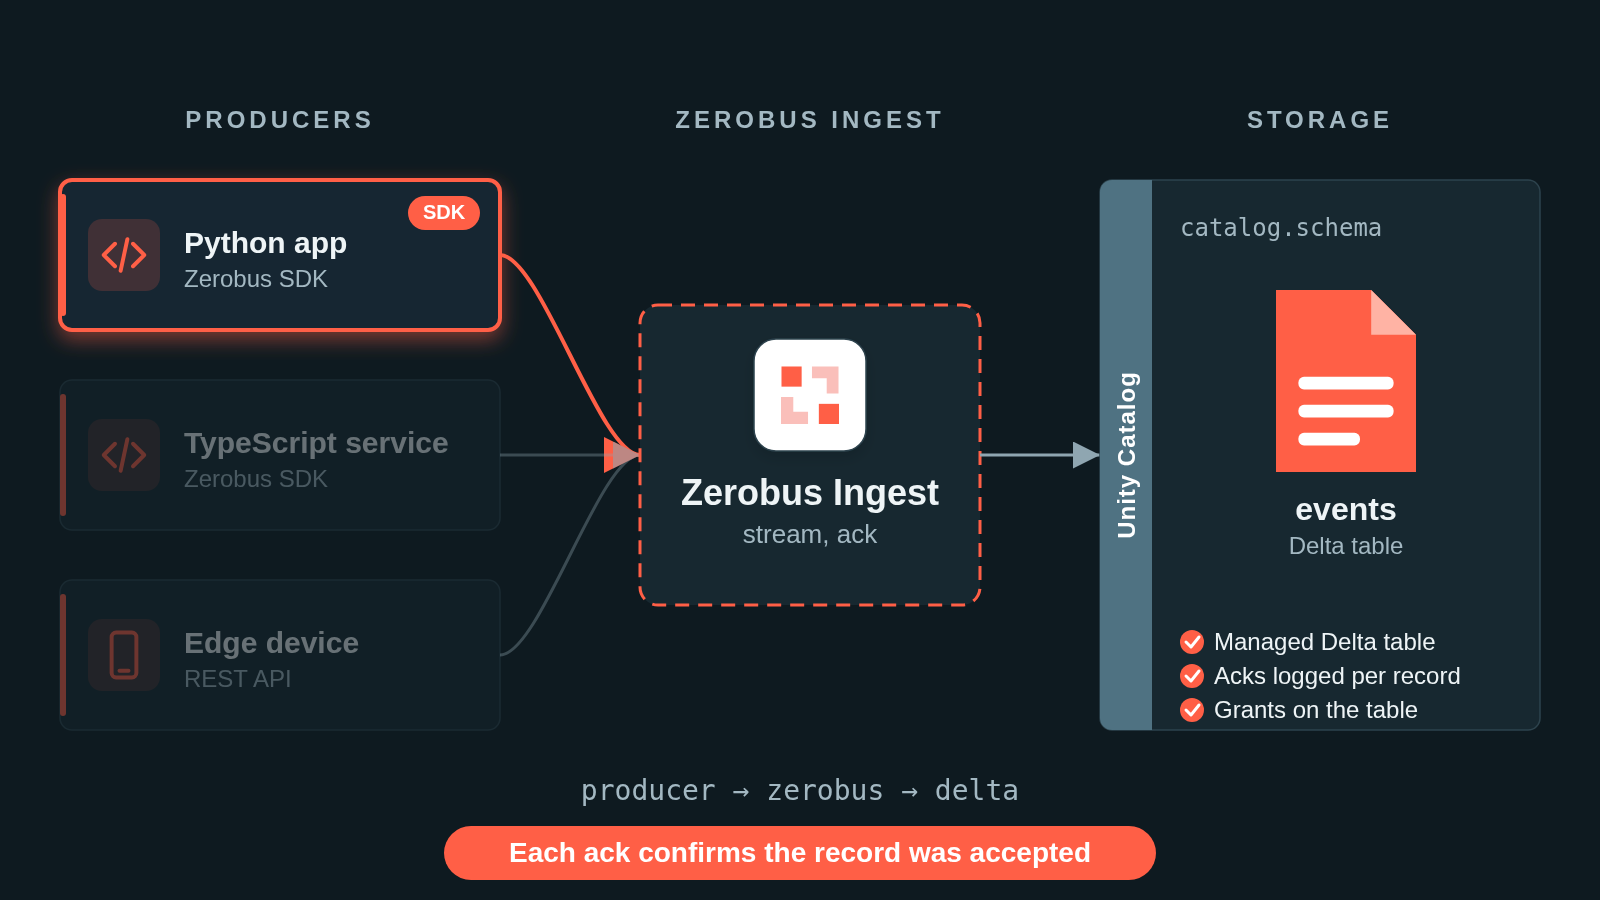 PRODUCERS
ZEROBUS INGEST
STORAGE
SDK
Python app
Zerobus SDK
TypeScript service
Zerobus SDK
Edge device
REST API
Zerobus Ingest
stream, ack
Unity Catalog
catalog.schema
events
Delta table
Managed Delta table
Acks logged per record
Grants on the table
producer → zerobus → delta
Each ack confirms the record was accepted